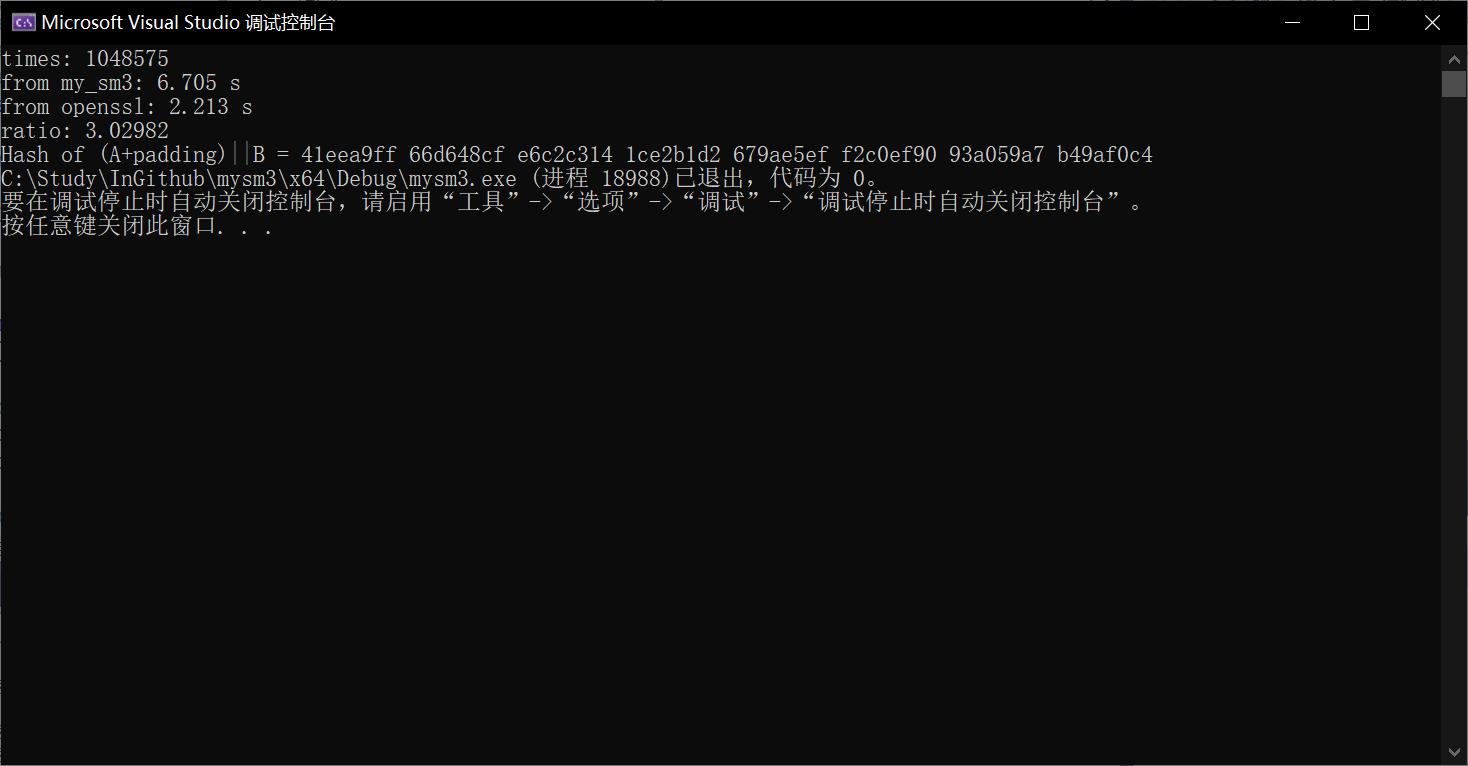 Microsoft Visual Studio 调试控制台
times: 1048575
from my_sm3: 6.705 s
from openssl: 2.213 s
ratio: 3.02982
Hash of (A+padding)||B = 41eea9ff 66d648cf e6c2c314 1ce2b1d2 679ae5ef f2c0ef90 93a059a7 b49af0c4
C:\Study\InGithub\mysm3\x64\Debug\mysm3.exe (进程 18988)已退出，代码为 0。
要在调试停止时自动关闭控制台，请启用“工具”->“选项”->“调试”->“调试停止时自动关闭控制台”。
按任意键关闭此窗口. . .